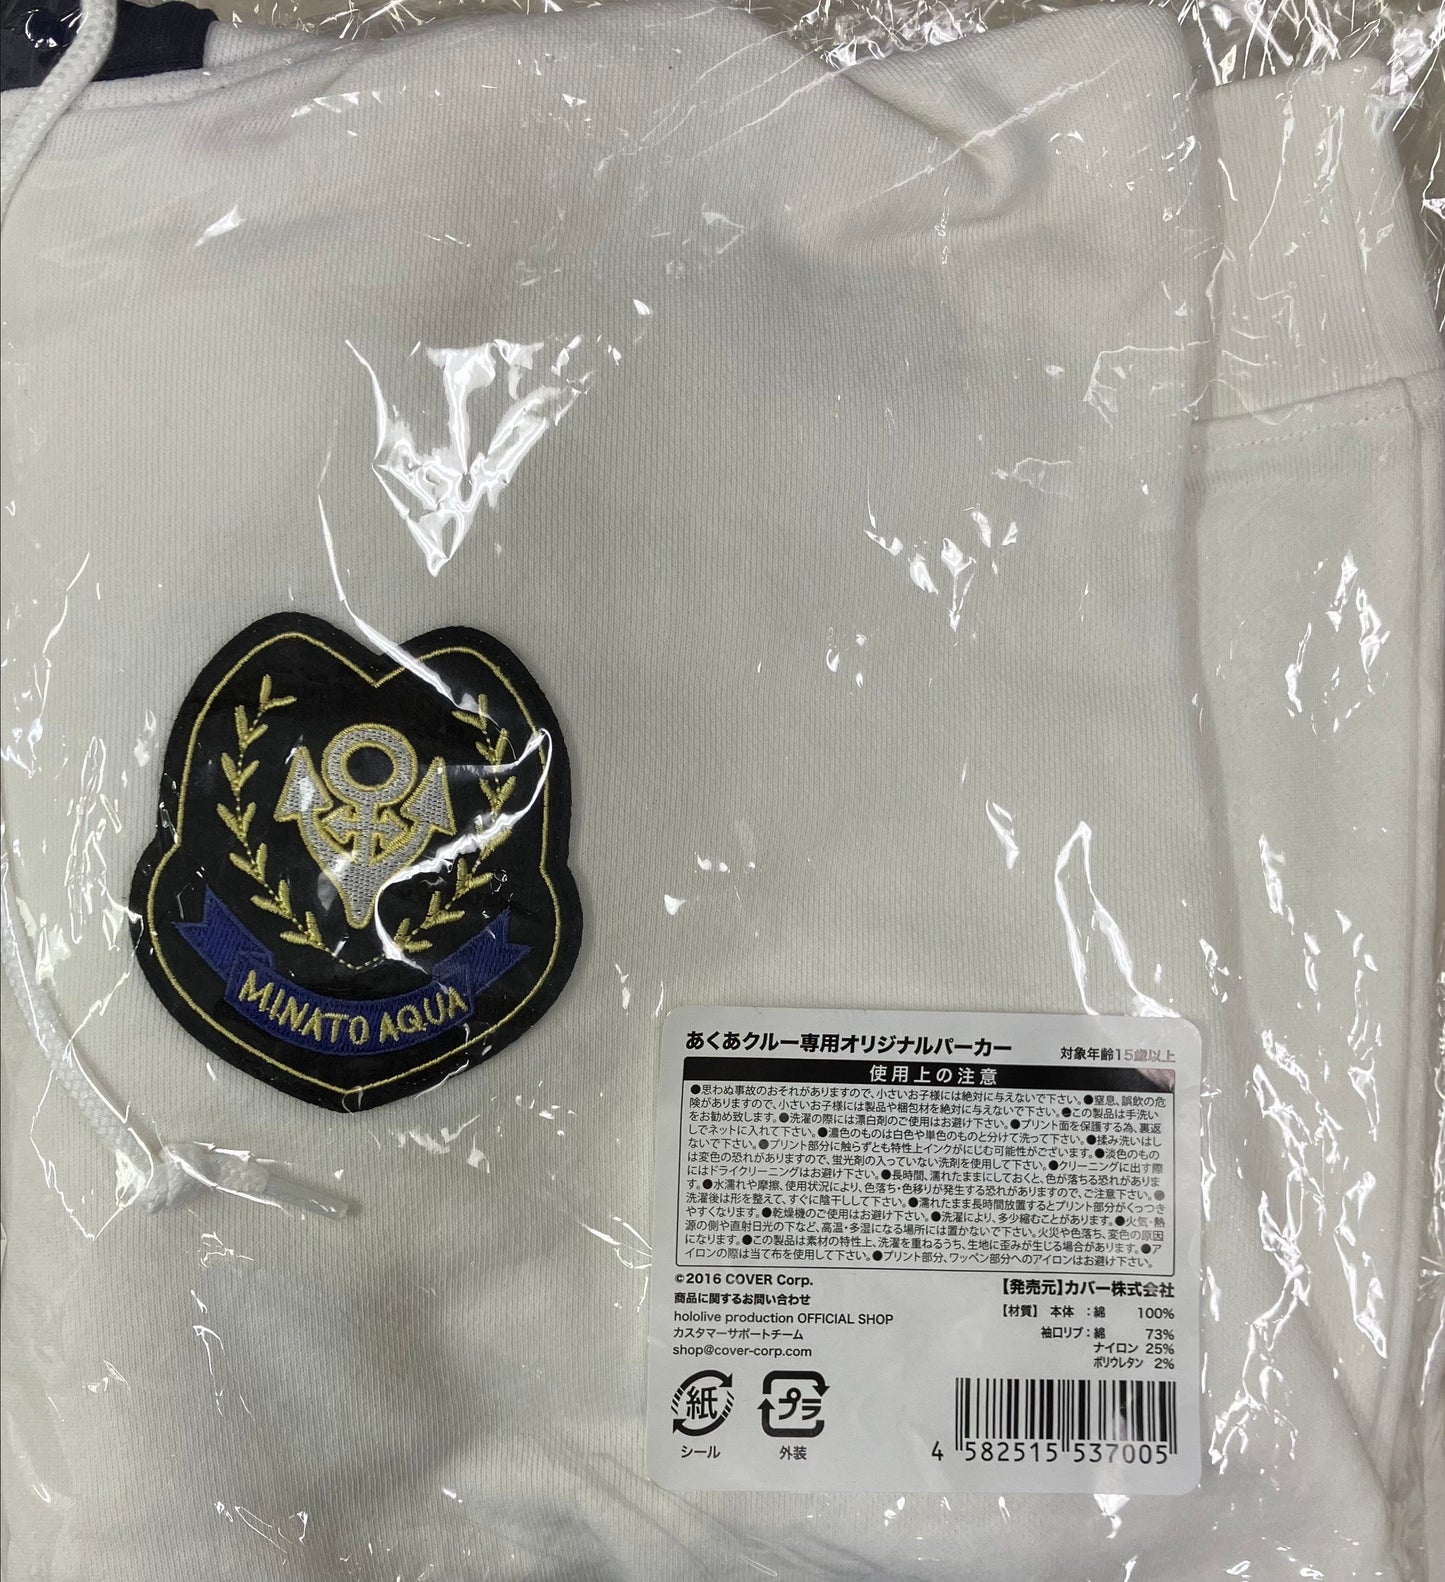 MINATO AQUA
あくあクルー専用オリジナルパーカー
対象年齢15歳以上
使用上の注意
●思わぬ事故のおそれがありますので、小さいお子様には絶対に与えないで下さい。●窒息、誤飲の危
険がありますので、小さいお子様には製品や梱包材を絶対に与えないで下さい。●この製品は手洗い
をお勧め致します。●洗濯の際には漂白剤のご使用はお避け下さい。●プリント面を保護する為、裏返
しでネットに入れて下さい。●濃色のものは白色や単色のものと分けて洗って下さい。●揉み洗いはし
ないで下さい。●プリント部分に触らずとも特性上インクがにじむ可能性がございます。●淡色のもの
は変色の恐れがありますので、蛍光剤の入っていない洗剤を使用して下さい。●クリーニングに出す際
にはドライクリーニングはお避け下さい。●長時間、濡れたままにしておくと、色が落ちる恐れがありま
す。●水濡れや摩擦、使用状況により、色落ち・色移りが発生する恐れがありますので、ご注意下さい。●
洗濯後は形を整えて、すぐに陰干しして下さい。●濡れたまま長時間放置するとプリント部分がくっつき
やすくなります。●乾燥機のご使用はお避け下さい。●洗濯により、多少縮むことがあります。●火気・熱
源の側や直射日光の下など、高温・多湿になる場所には置かないで下さい。火災や色落ち、変色の原因
になります。●この製品は素材の特性上、洗濯を重ねるうち、生地に歪みが生じる場合があります。●ア
イロンの際は当て布を使用して下さい。●プリント部分、ワッペン部分へのアイロンはお避け下さい。
©2016 COVER Corp.
商品に関するお問い合わせ
hololive production OFFICIAL SHOP
カスタマーサポートチーム
shop@cover-corp.com
【発売元】カバー株式会社
【材質】 本体 : 綿 100%
袖口リブ : 綿 73%
ナイロン 25%
ポリウレタン 2%
紙
シール
プラ
外装
4 582515 537005